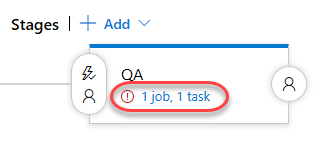 Stages | + Add
QA
1 job, 1 task